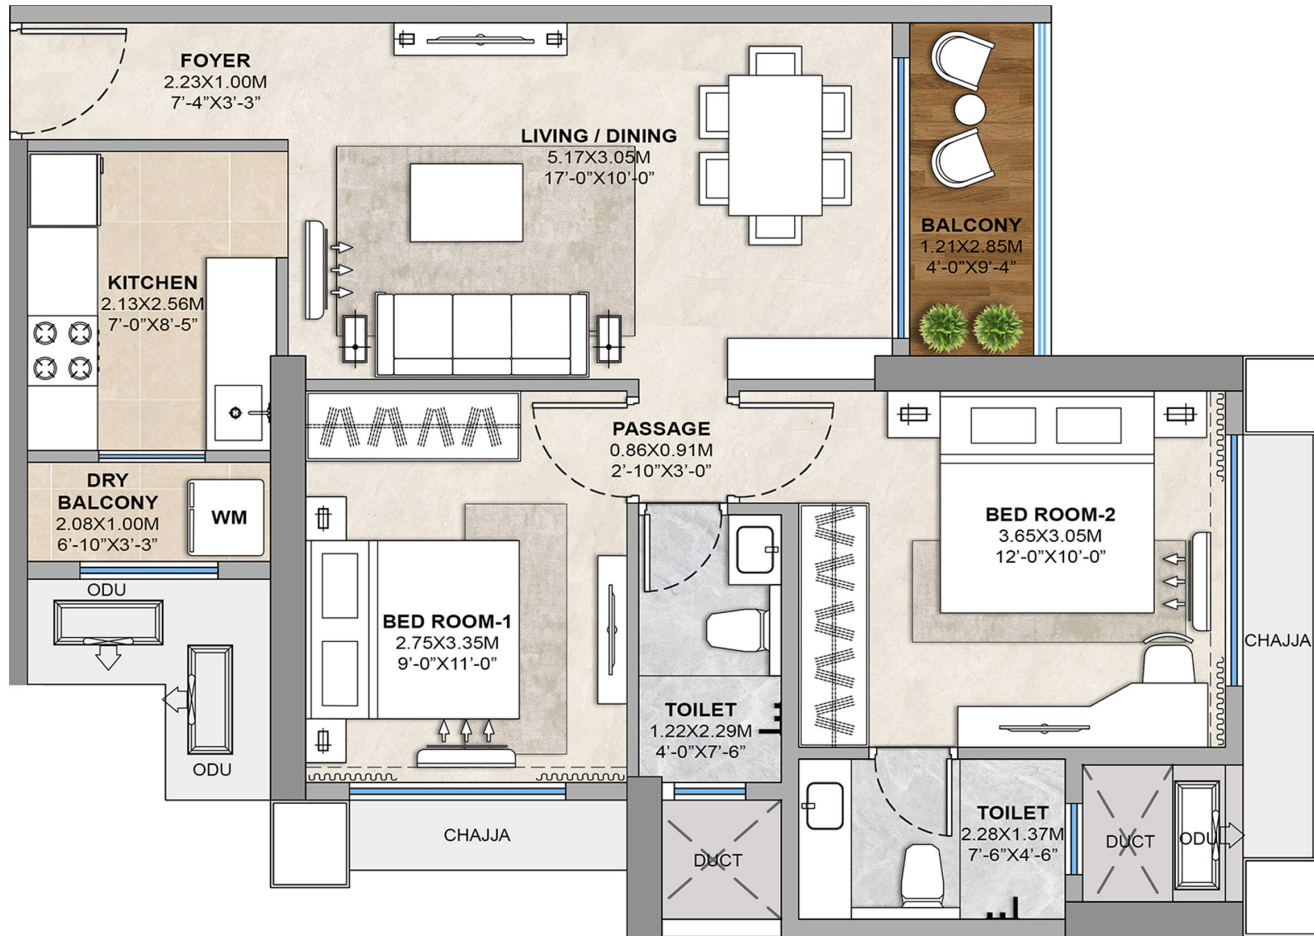 FOYER
2.23X1.00M
7'-4"X3'-3"
LIVING / DINING
5.17X3.05M
17'-0"X10'-0"
BALCONY
1.21X2.85M
4'-0"X9'-4"
KITCHEN
2.13X2.56M
7'-0"X8'-5"
PASSAGE
0.86X0.91M
2'-10"X3'-0"
DRY
BALCONY
2.08X1.00M
6'-10"X3'-3"
WM
BED ROOM-2
3.65X3.05M
12'-0"X10'-0"
ODU
BED ROOM-1
2.75X3.35M
9'-0"X11'-0"
CHAJJA
TOILET
1.22X2.29M
4'-0"X7'-6"
ODU
CHAJJA
DUCT
TOILET
2.28X1.37M
7'-6"X4'-6"
DUCT
ODU